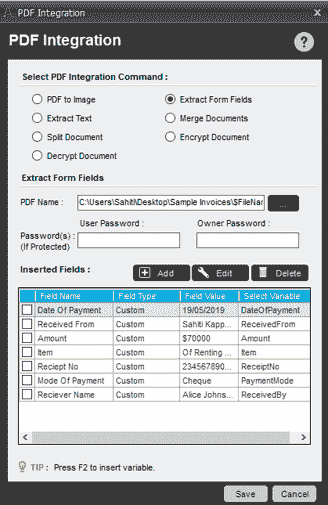 PDF Integration
PDF Integration
?
Select PDF Integration Command :
PDF to Image
Extract Form Fields
Extract Text
Merge Documents
Split Document
Encrypt Document
Decrypt Document
Extract Form Fields
PDF Name : C:\Users\Sahiti\Desktop\Sample Invoices\$FileNar ...
User Password : Owner Password :
Password(s) :
(If Protected)
Inserted Fields : Add Edit Delete
Field Name Field Type Field Value Select Variable
Date Of Payment Custom 19/05/2019 DateOfPayment
Received From Custom Sahiti Kapp... ReceivedFrom
Amount Custom $70000 Amount
Item Custom Of Renting ... Item
Reciept No Custom 234567890... ReceiptNo
Mode Of Payment Custom Cheque PaymentMode
Reciever Name Custom Alice Johns... ReceivedBy
TIP : Press F2 to insert variable.
Save Cancel